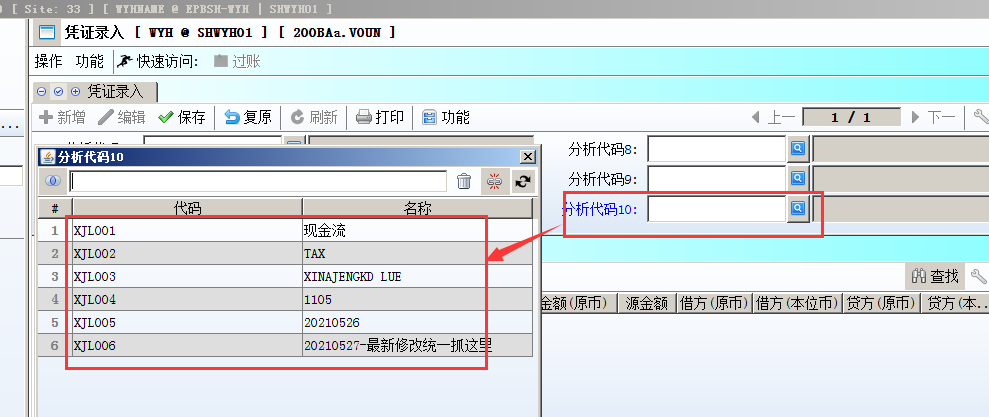 [ Site: 33 ] [ WYHNAME @ EPBSH-WYH | SHWYH01 ]
凭证录入 [ WYH @ SHWYH01 ] [ 200BAa.VOUN ]
操作 功能 快速访问: 过账
凭证录入
新增 编辑 保存 复原 刷新 打印 功能 上一 1 / 1 下一
分析代码8:
分析代码10
分析代码9:
分析代码10:
# 代码 名称
1 XJL001 现金流
2 XJL002 TAX
3 XJL003 XINAJENGKD LUE
4 XJL004 1105
5 XJL005 20210526
6 XJL006 20210527-最新修改统一抓这里
查找
金额(原币) 源金额 借方(原币) 借方(本位币) 贷方(原币) 贷方(本...